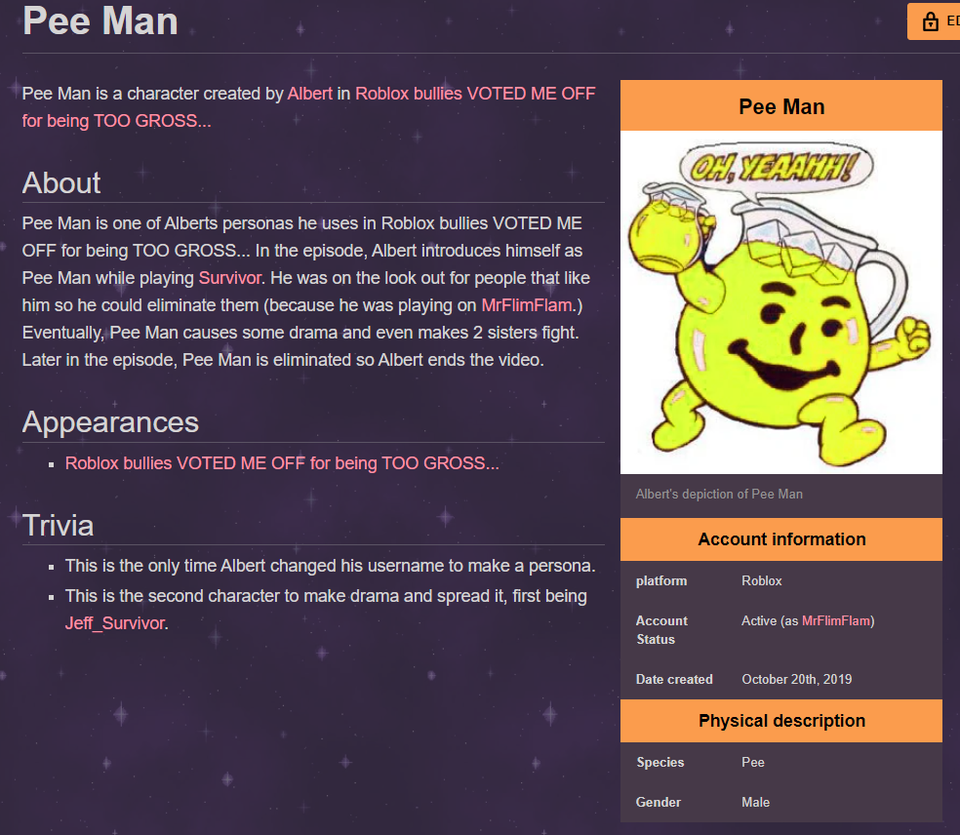 Pee Man
Pee Man is a character created by Albert in Roblox bullies VOTED ME OFF
for being TOO GROSS...
About
Pee Man is one of Alberts personas he uses in Roblox bullies VOTED ME
OFF for being TOO GROSS... In the episode, Albert introduces himself as
Pee Man while playing Survivor. He was on the look out for people that like
him so he could eliminate them (because he was playing on MrFlimFlam.)
Eventually, Pee Man causes some drama and even makes 2 sisters fight.
Later in the episode, Pee Man is eliminated so Albert ends the video.
Appearances
Roblox bullies VOTED ME OFF for being TOO GROSS...
Trivia
This is the only time Albert changed his username to make a persona.
This is the second character to make drama and spread it, first being
Jeff_Survivor.
Pee Man
OH, YEAAHH!
Albert's depiction of Pee Man
Account information
platform Roblox
Account
Status
Active (as MrFlimFlam)
Date created October 20th, 2019
Physical description
Species Pee
Gender Male